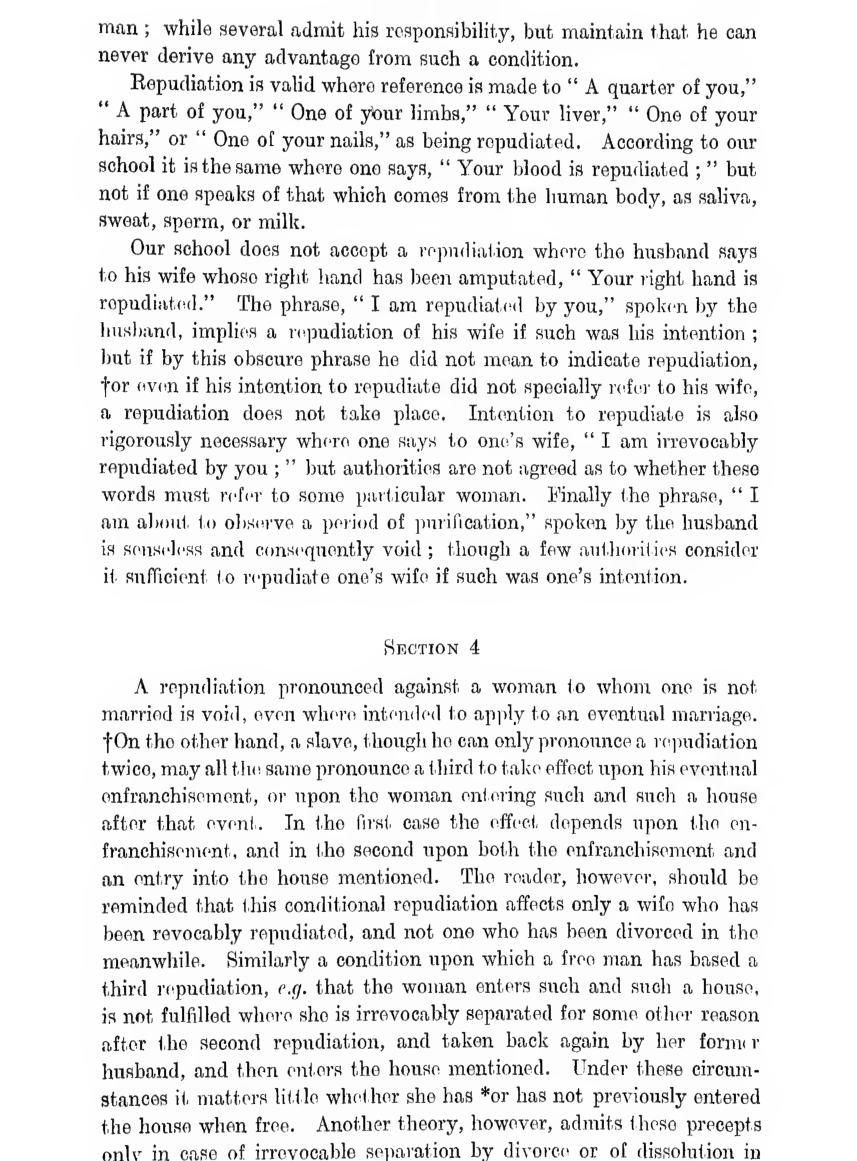 man ; while several admit his responsibility, but maintain that he can
never derive any advantage from such a condition.
Repudiation is valid where reference is made to “ A quarter of you,”
“ A part of you,” “ One of your limbs,” “ Your liver,” “ One of your
hairs,” or “ One of your nails,” as being repudiated. According to our
school it is the same where one says, “ Your blood is repudiated ; ” but
not if one speaks of that which comes from the human body, as saliva,
sweat, sperm, or milk.
Our school does not accept a repudiation where the husband says
to his wife whose right hand has been amputated, “ Your right hand is
repudiated.” The phrase, “ I am repudiated by you,” spoken by the
husband, implies a repudiation of his wife if such was his intention ;
but if by this obscure phrase he did not mean to indicate repudiation,
†or even if his intention to repudiate did not specially refer to his wife,
a repudiation does not take place. Intention to repudiate is also
rigorously necessary where one says to one’s wife, “ I am irrevocably
repudiated by you ; ” but authorities are not agreed as to whether these
words must refer to some particular woman. Finally the phrase, “ I
am about to observe a period of purification,” spoken by the husband
is senseless and consequently void ; though a few authorities consider
it sufficient to repudiate one’s wife if such was one’s intention.
SECTION 4
A repudiation pronounced against a woman to whom one is not
married is void, even where intended to apply to an eventual marriage.
†On the other hand, a slave, though he can only pronounce a repudiation
twice, may all the same pronounce a third to take effect upon his eventual
enfranchisement, or upon the woman entering such and such a house
after that event. In the first case the effect depends upon the en-
franchisement, and in the second upon both the enfranchisement and
an entry into the house mentioned. The reader, however, should be
reminded that this conditional repudiation affects only a wife who has
been revocably repudiated, and not one who has been divorced in the
meanwhile. Similarly a condition upon which a free man has based a
third repudiation, e.g. that the woman enters such and such a house,
is not fulfilled where she is irrevocably separated for some other reason
after the second repudiation, and taken back again by her former
husband, and then enters the house mentioned. Under these circum-
stances it matters little whether she has *or has not previously entered
the house when free. Another theory, however, admits these precepts
only in case of irrevocable separation by divorce or of dissolution in